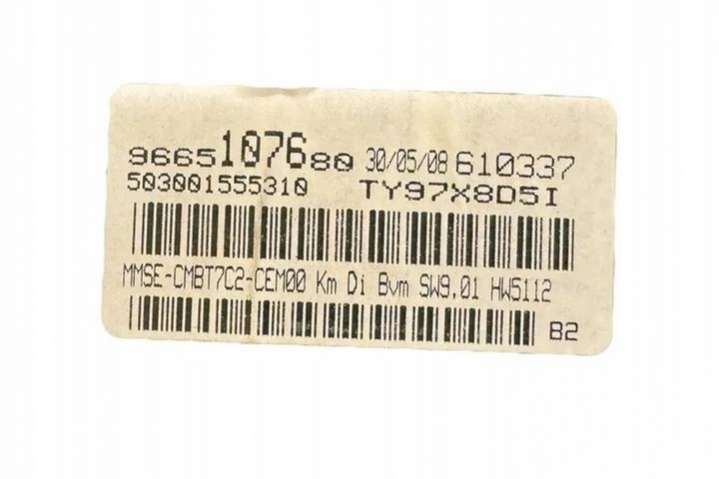 9665107680 30/05/08 610337
503001555310 TY97X8D5I
MMSE-CMBT7C2-CEM00 Km Di Bvm SW9.01 HW5112
B2